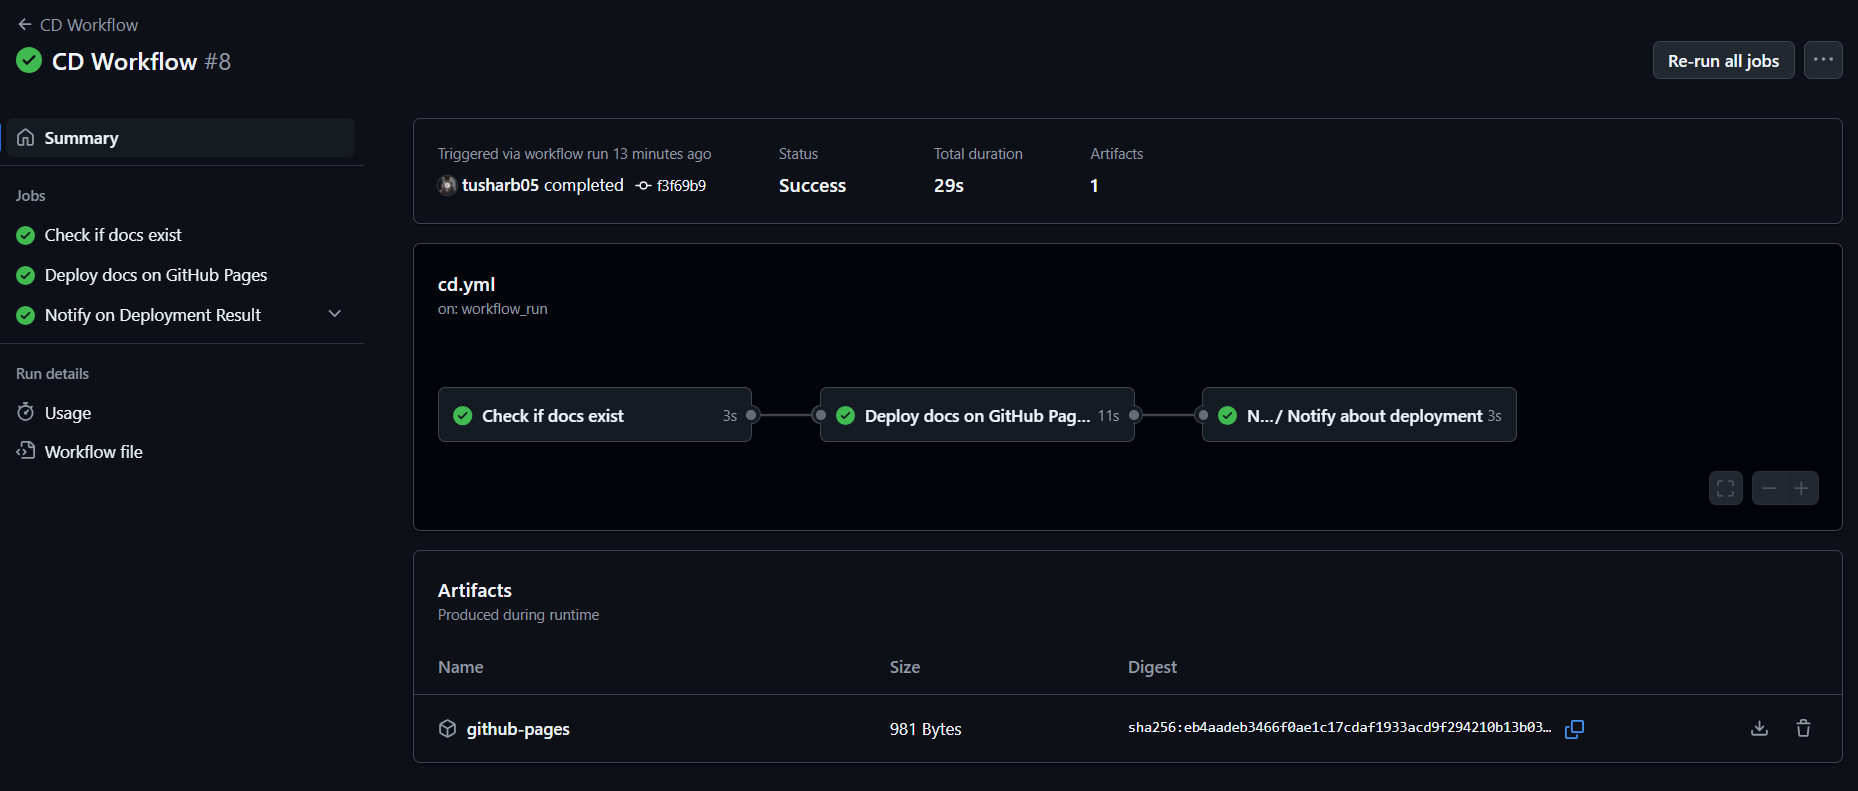 CD Workflow
CD Workflow #8
Re-run all jobs
Summary
Jobs
Check if docs exist
Deploy docs on GitHub Pages
Notify on Deployment Result
Run details
Usage
Workflow file
Triggered via workflow run 13 minutes ago
tusharb05 completed f3f69b9
Status
Success
Total duration
29s
Artifacts
1
cd.yml
on: workflow_run
Check if docs exist 3s
Deploy docs on GitHub Pag... 11s
N.../ Notify about deployment 3s
Artifacts
Produced during runtime
Name Size Digest
github-pages 981 Bytes sha256:eb4aadeb3466f0ae1c17cdaf1933acd9f294210b13b03...